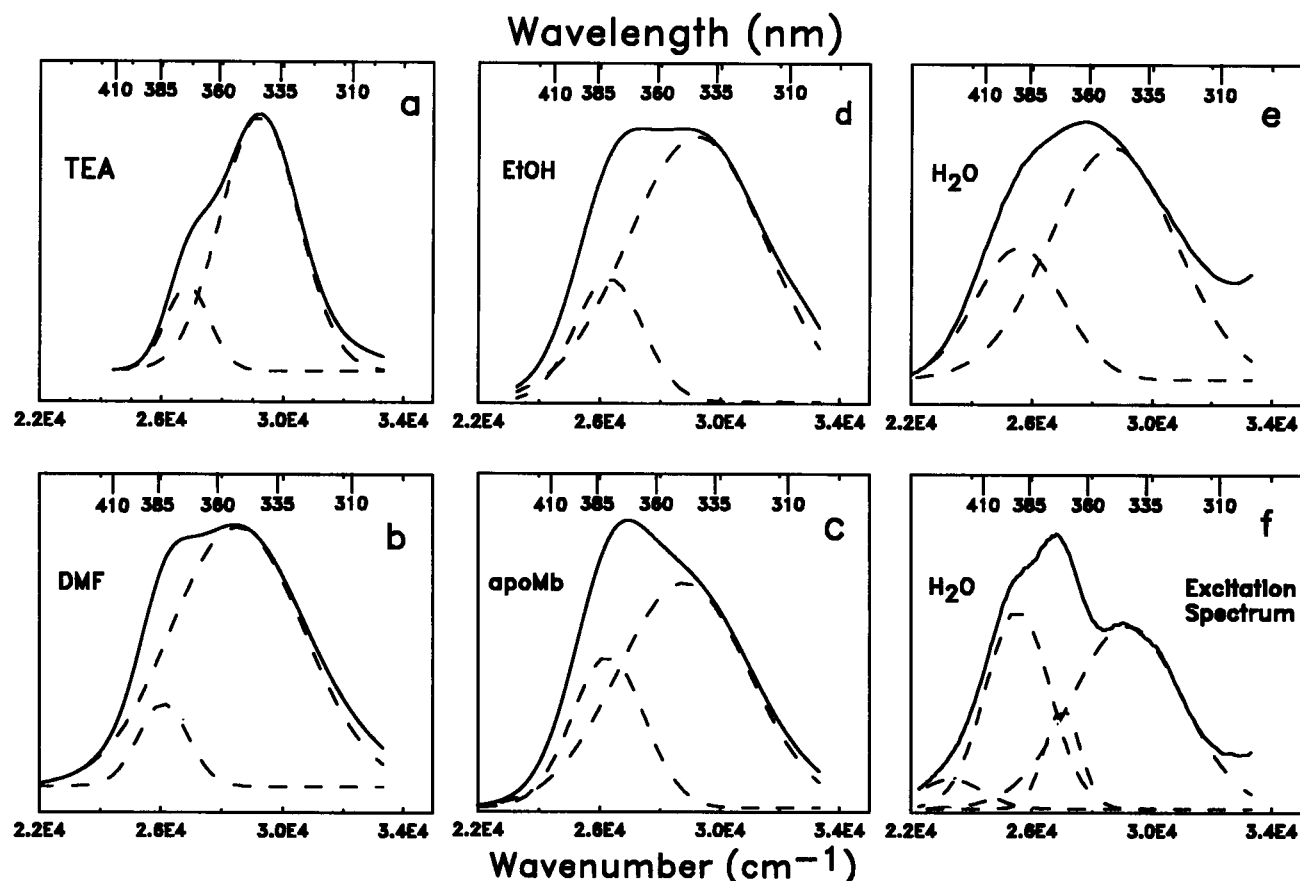 Wavelength (nm)
410 385 360 335 310
a
TEA
2.2E4 2.6E4 3.0E4 3.4E4
410 385 360 335 310
d
EtOH
2.6E4 3.0E4 3.4E4
410 385 360 335 310
e
H2O
2.2E4 2.6E4 3.0E4 3.4E4
410 385 360 335 310
b
DMF
2.2E4 2.6E4 3.0E4 3.4E4
410 385 360 335 310
c
apoMb
2.2E4 2.6E4 3.0E4 3.4E4
410 385 360 335 310
f
H2O
Excitation
Spectrum
2.2E4 2.6E4 3.0E4 3.4E4
Wavenumber (cm−1)